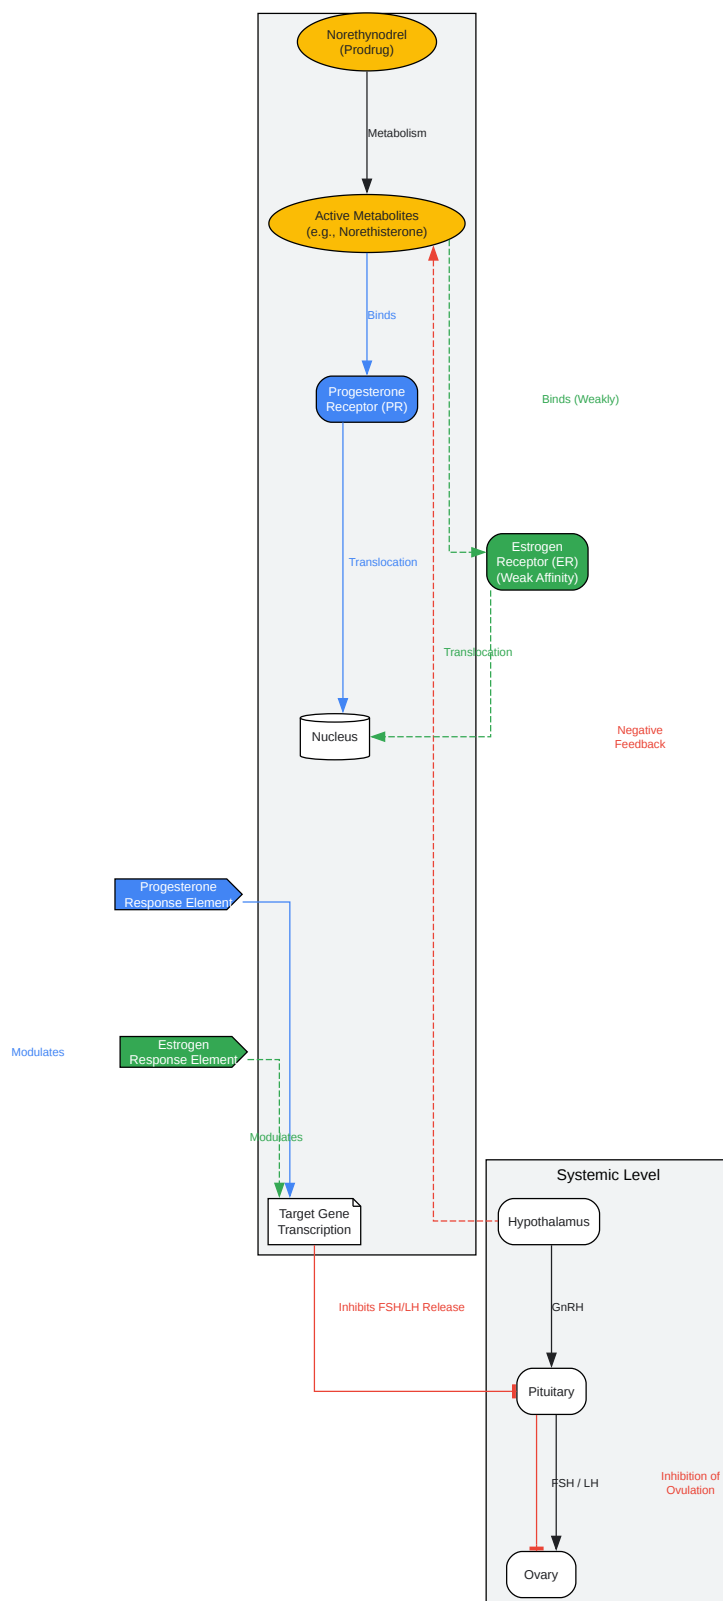 Norethynodrel
(Prodrug)
Metabolism
Active Metabolites
(e.g., Norethisterone)
Binds
Progesterone
Receptor (PR)
Binds (Weakly)
Estrogen
Receptor (ER)
(Weak Affinity)
Translocation
Translocation
Negative
Feedback
Nucleus
Progesterone
Response Element
Modulates
Estrogen
Response Element
Modulates
Systemic Level
Target Gene
Transcription
Hypothalamus
Inhibits FSH/LH Release
GnRH
Pituitary
FSH / LH
Inhibition of
Ovulation
Ovary